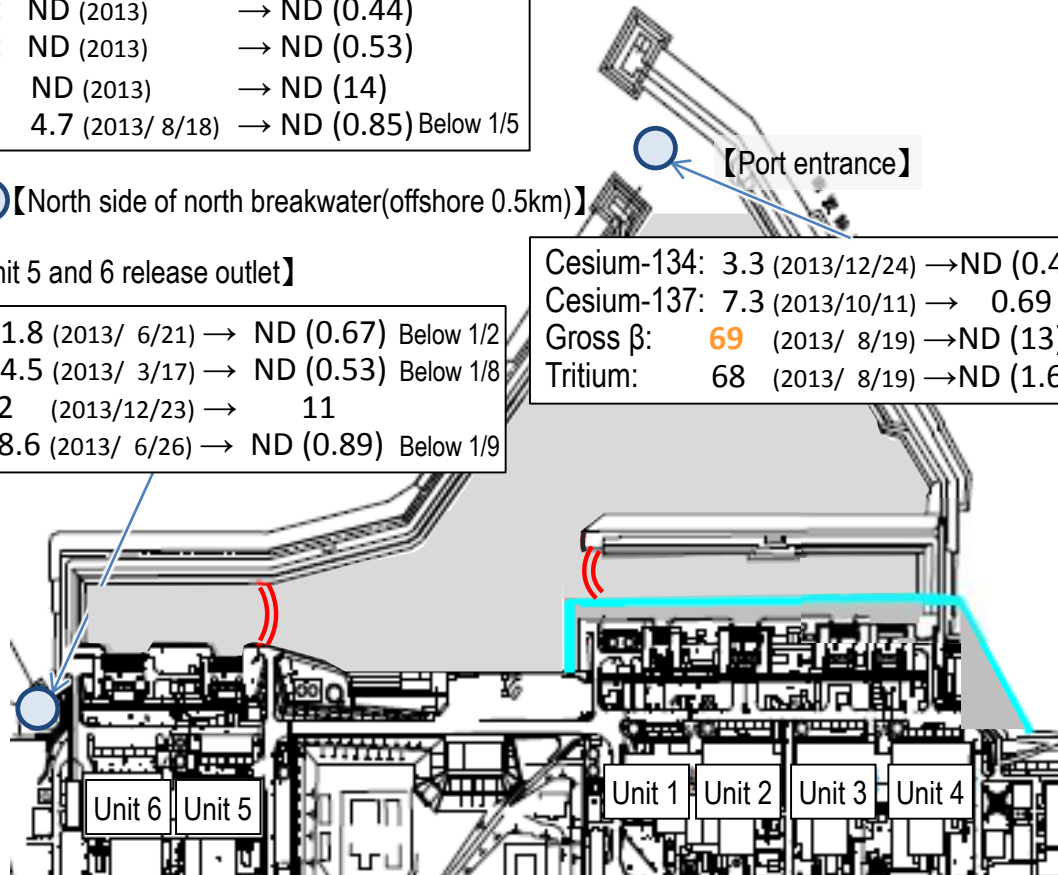 ND (2013) → ND (0.44)
ND (2013) → ND (0.53)
ND (2013) → ND (14)
4.7 (2013/ 8/18) → ND (0.85) Below 1/5
【Port entrance】
【North side of north breakwater(offshore 0.5km)】
Cesium-134: 3.3 (2013/12/24) →ND (0.4
Cesium-137: 7.3 (2013/10/11) → 0.69
Gross β: 69 (2013/ 8/19) →ND (13)
Tritium: 68 (2013/ 8/19) →ND (1.6
nit 5 and 6 release outlet】
1.8 (2013/ 6/21) → ND (0.67) Below 1/2
4.5 (2013/ 3/17) → ND (0.53) Below 1/8
2 (2013/12/23) → 11
8.6 (2013/ 6/26) → ND (0.89) Below 1/9
Unit 6 Unit 5 Unit 1 Unit 2 Unit 3 Unit 4